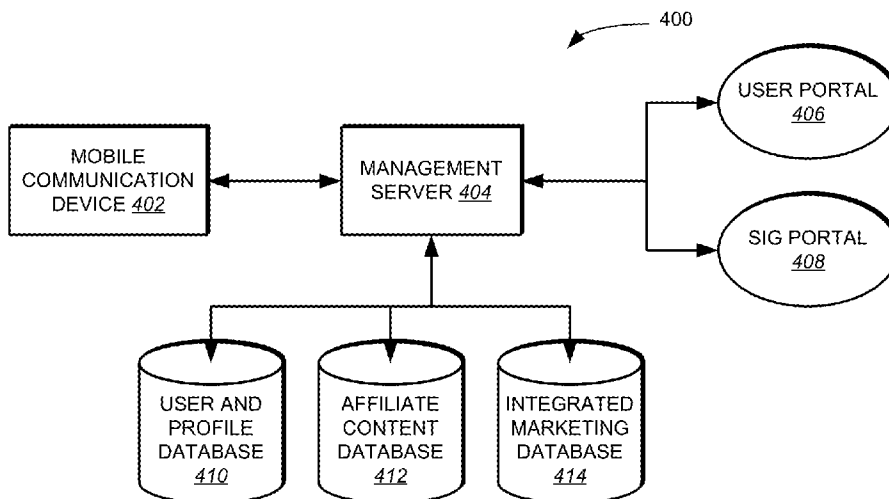 400
USER PORTAL
406
MOBILE
COMMUNICATION
DEVICE 402
MANAGEMENT
SERVER 404
SIG PORTAL
408
USER AND
PROFILE
DATABASE
410
AFFILIATE
CONTENT
DATABASE
412
INTEGRATED
MARKETING
DATABASE
414